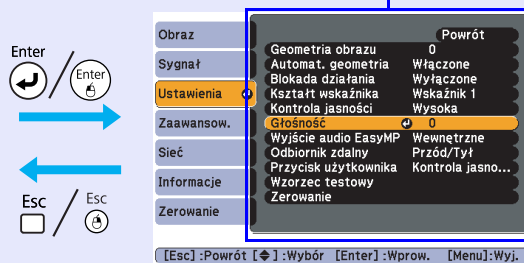 Enter
Enter
Esc
Esc
Obraz
Sygnał
Ustawienia
Zaawansow.
Sieć
Informacje
Zerowanie
Powrót
Geometria obrazu 0
Automat. geometria Włączone
Blokada działania Wyłączone
Kształt wskaźnika Wskaźnik 1
Kontrola jasności Wysoka
Głośność 0
Wyjście audio EasyMP Wewnętrzne
Odbiornik zdalny Przód/Tył
Przycisk użytkownika Kontrola jasno...
Wzorzec testowy
Zerowanie
[Esc] :Powrót [◆] :Wybór [Enter] :Wprow. [Menu]:Wyj.